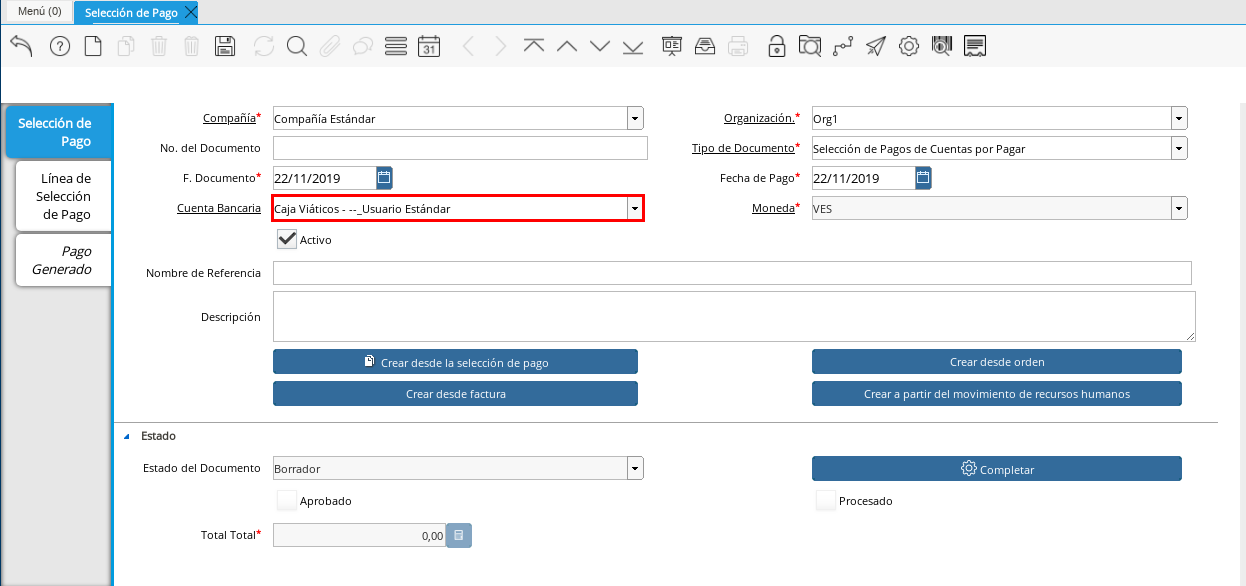 Menú (0)
Selección de Pago
31
Selección de
Pago
Línea de
Selección
de Pago
Pago
Generado
Compañía* Compañía Estándar
Organización.* Org1
No. del Documento
Tipo de Documento* Selección de Pagos de Cuentas por Pagar
F. Documento* 22/11/2019
Fecha de Pago* 22/11/2019
Cuenta Bancaria Caja Viáticos - --_Usuario Estándar
Moneda* VES
Activo
Nombre de Referencia
Descripción
Crear desde la selección de pago
Crear desde orden
Crear desde factura
Crear a partir del movimiento de recursos humanos
Estado
Estado del Documento Borrador
Completar
Aprobado
Procesado
Total Total* 0,00